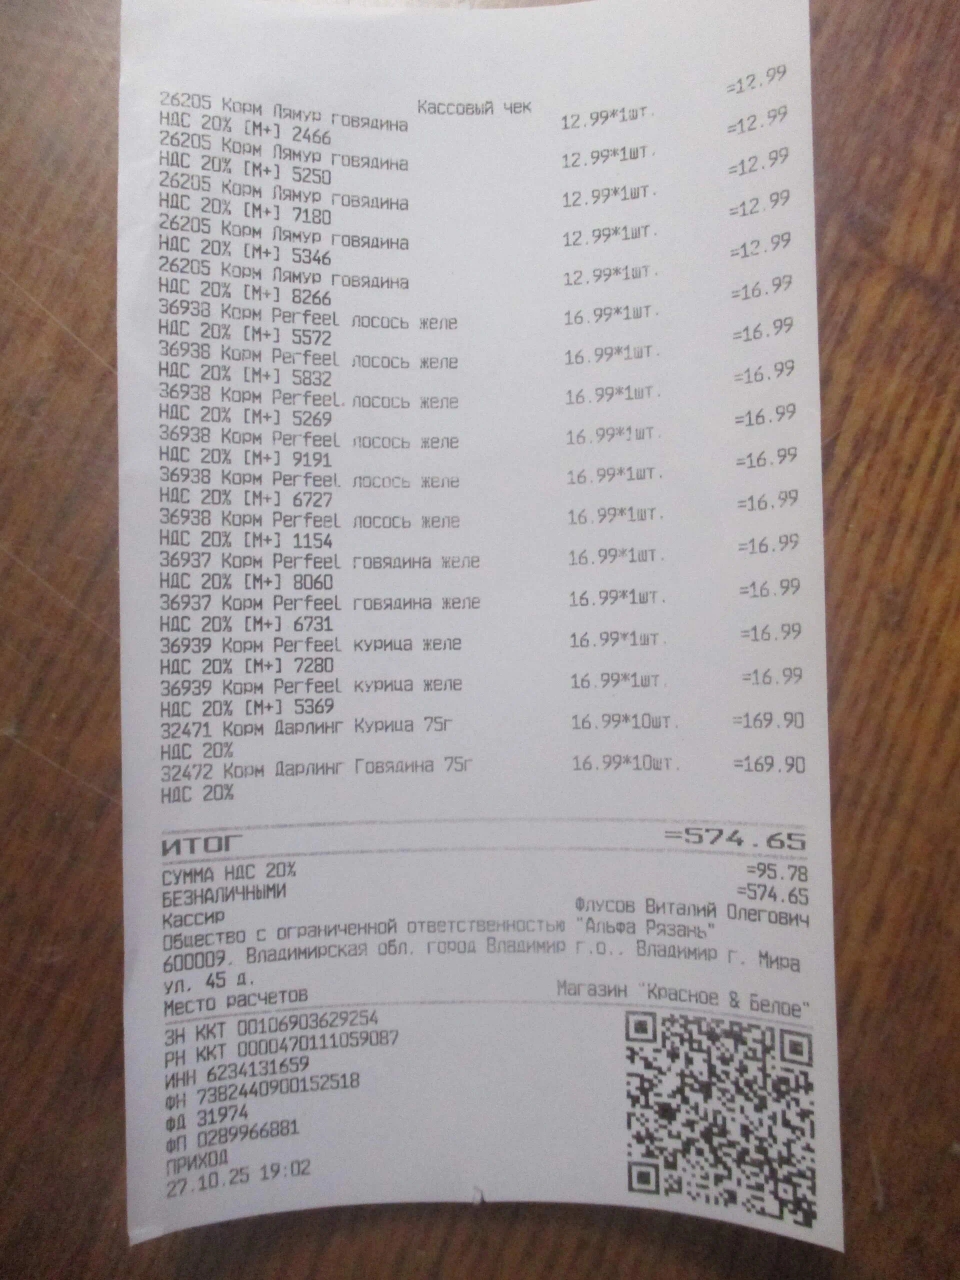 Кассовый чек
26205 Корм Лямур говядина 12.99*1шт. =12.99
НДС 20% [М+] 2466
26205 Корм Лямур говядина 12.99*1шт. =12.99
НДС 20% [М+] 5250
26205 Корм Лямур говядина 12.99*1шт. =12.99
НДС 20% [М+] 7180
26205 Корм Лямур говядина 12.99*1шт. =12.99
НДС 20% [М+] 5346
26205 Корм Лямур говядина 12.99*1шт. =12.99
НДС 20% [М+] 8266
36938 Корм Perfeel лосось желе 16.99*1шт. =16.99
НДС 20% [М+] 5572
36938 Корм Perfeel лосось желе 16.99*1шт. =16.99
НДС 20% [М+] 5832
36938 Корм Perfeel лосось желе 16.99*1шт. =16.99
НДС 20% [М+] 5269
36938 Корм Perfeel лосось желе 16.99*1шт. =16.99
НДС 20% [М+] 9191
36938 Корм Perfeel лосось желе 16.99*1шт. =16.99
НДС 20% [М+] 6727
36938 Корм Perfeel лосось желе 16.99*1шт. =16.99
НДС 20% [М+] 1154
36937 Корм Perfeel говядина желе 16.99*1шт. =16.99
НДС 20% [М+] 8060
36937 Корм Perfeel говядина желе 16.99*1шт. =16.99
НДС 20% [М+] 6731
36939 Корм Perfeel курица желе 16.99*1шт. =16.99
НДС 20% [М+] 7280
36939 Корм Perfeel курица желе 16.99*1шт. =16.99
НДС 20% [М+] 5369
32471 Корм Дарлинг Курица 75г 16.99*10шт. =169.90
НДС 20%
32472 Корм Дарлинг Говядина 75г 16.99*10шт. =169.90
НДС 20%
ИТОГ =574.65
СУММА НДС 20% =95.78
БЕЗНАЛИЧНЫМИ =574.65
Кассир Флусов Виталий Олегович
Общество с ограниченной ответственностью "Альфа Рязань"
600009, Владимирская обл. город Владимир г.о., Владимир г. Мира
ул. 45 д.
Место расчетов Магазин "Красное & Белое"
ЗН ККТ 00106903629254
РН ККТ 0000470111059087
ИНН 6234131659
ФН 7382440900152518
ФД 31974
ФП 0289966881
ПРИХОД
27.10.25 19:02